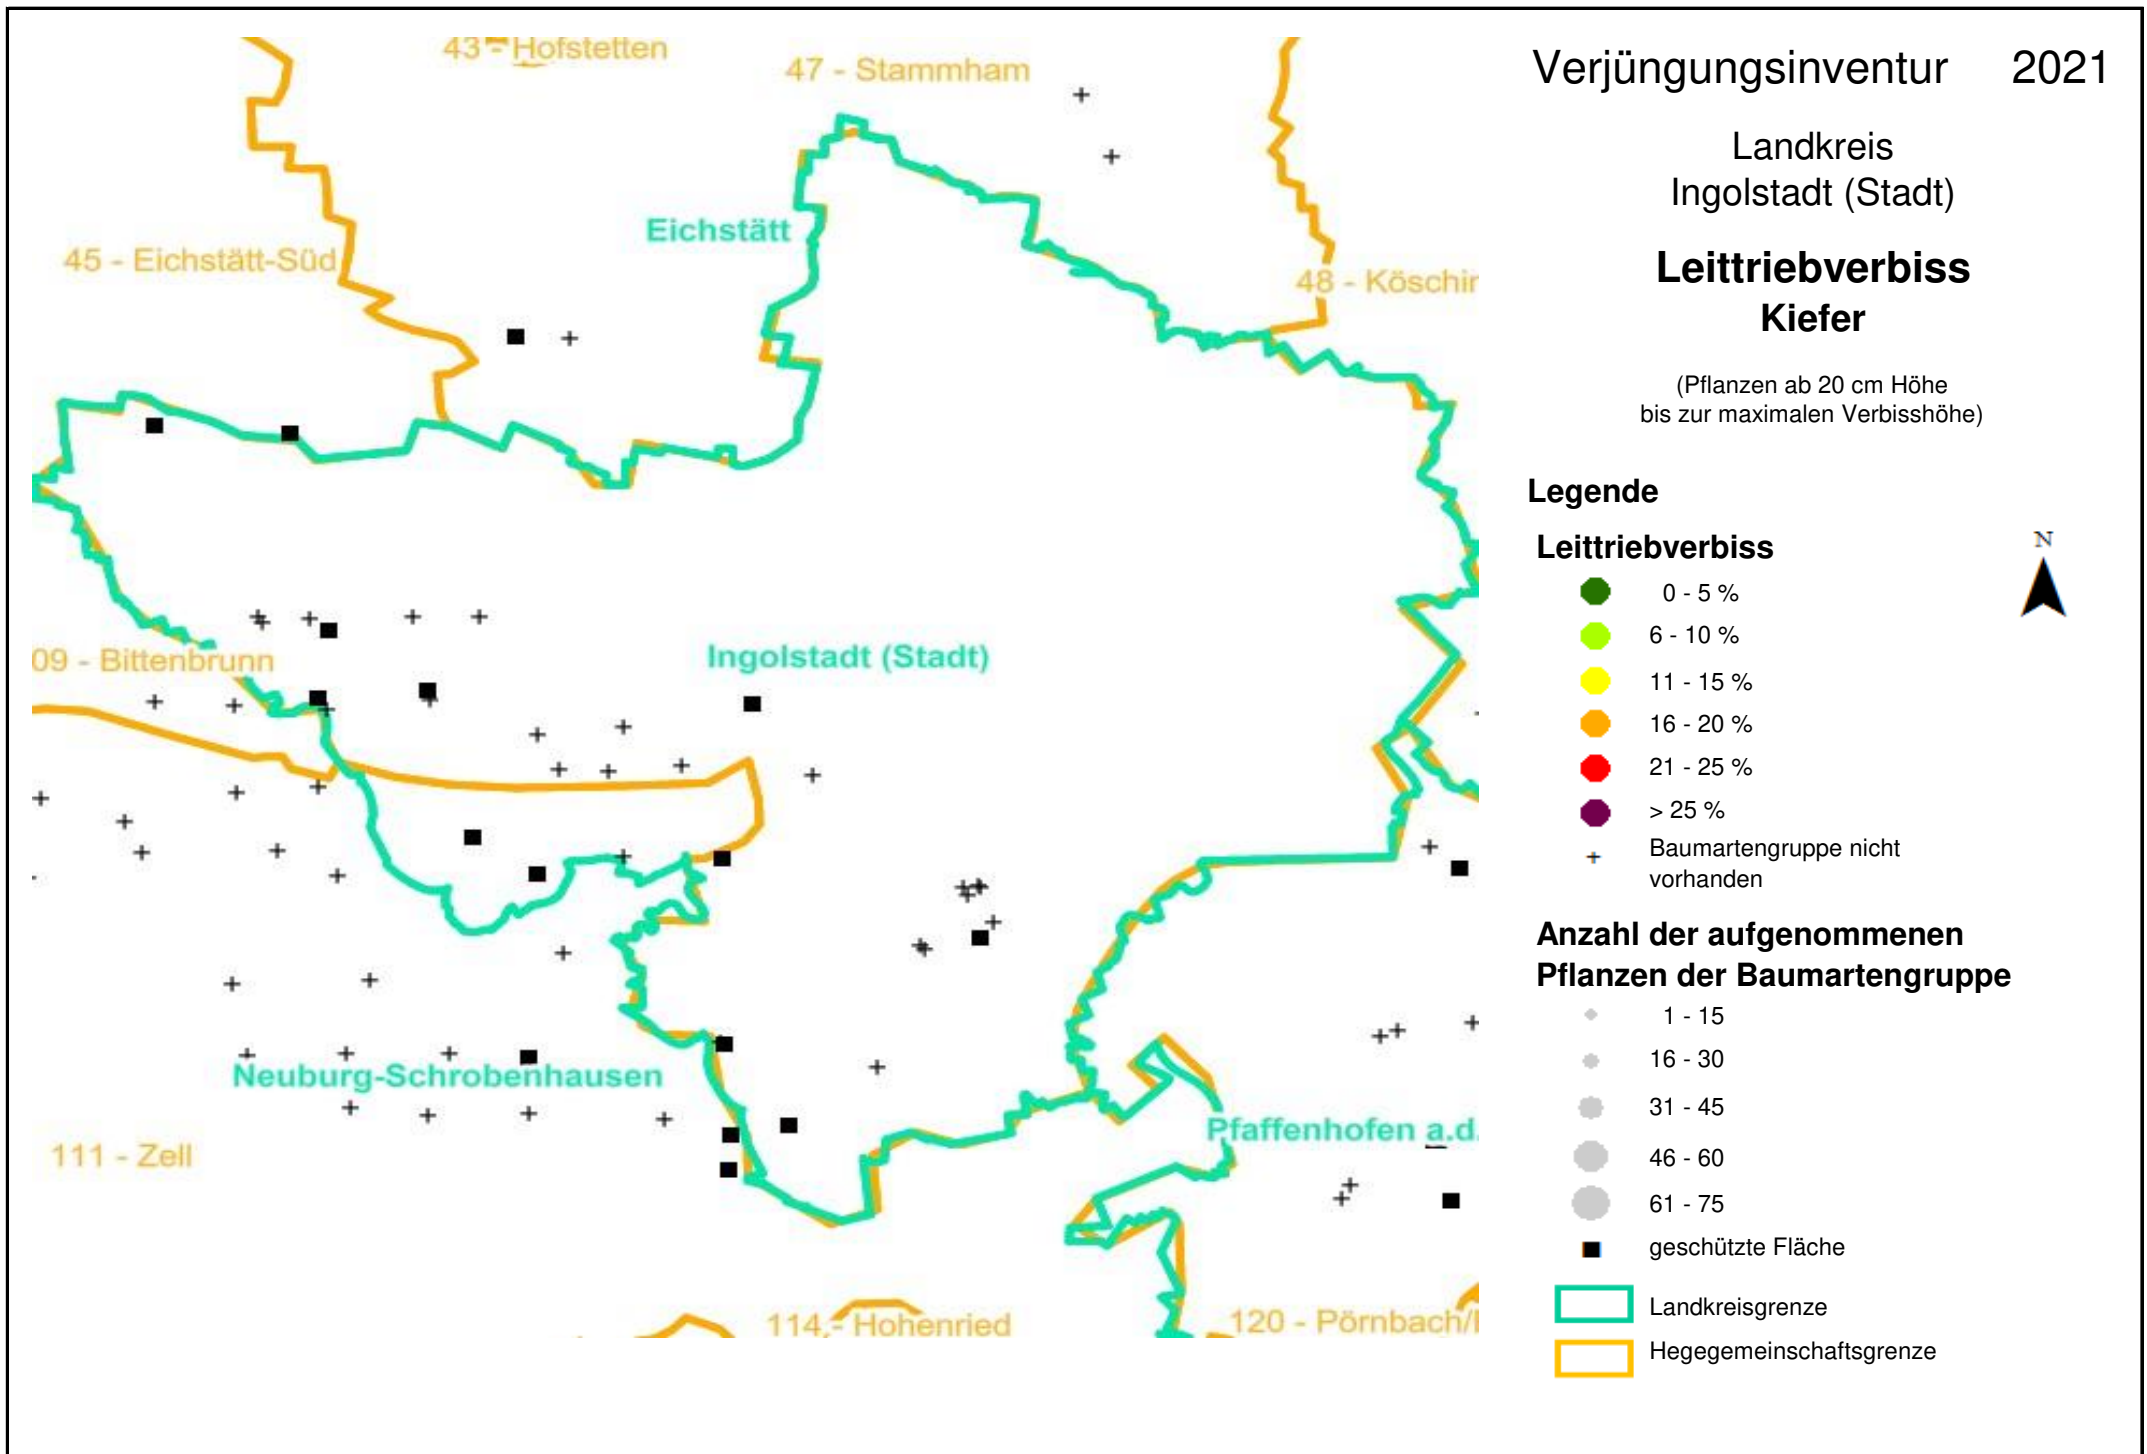 43 - Hofstetten
47 - Stammham
Eichstätt
45 - Eichstätt-Süd
48 - Köschir
09 - Bittenbrunn
Ingolstadt (Stadt)
Neuburg-Schrobenhausen
Pfaffenhofen a.d.
111 - Zell
114 - Hohenried
120 - Pörnbach/
Verjüngungsinventur 2021
Landkreis
Ingolstadt (Stadt)
Leittriebverbiss
Kiefer
(Pflanzen ab 20 cm Höhe
bis zur maximalen Verbisshöhe)
Legende
Leittriebverbiss
N
0 - 5 %
6 - 10 %
11 - 15 %
16 - 20 %
21 - 25 %
> 25 %
Baumartengruppe nicht
vorhanden
Anzahl der aufgenommenen
Pflanzen der Baumartengruppe
1 - 15
16 - 30
31 - 45
46 - 60
61 - 75
geschützte Fläche
Landkreisgrenze
Hegegemeinschaftsgrenze